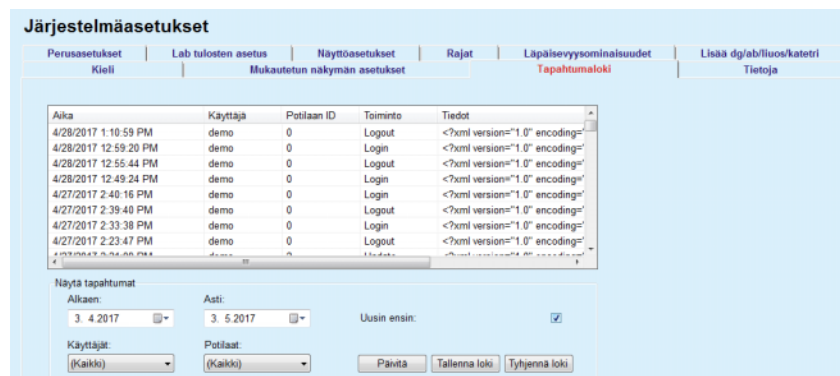 Järjestelmäasetukset
Perusasetukset Lab tulosten asetus Näyttöasetukset Rajat Läpäisevyysominaisuudet Lisää dg/ab/liuos/katetri
Kieli Mukautetun näkymän asetukset Tapahtumaloki Tietoja
Aika Käyttäjä Potilaan ID Toiminto Tiedot
4/28/2017 1:10:59 PM demo 0 Logout <?xml version="1.0" encoding='
4/28/2017 12:59:20 PM demo 0 Login <?xml version="1.0" encoding='
4/28/2017 12:55:44 PM demo 0 Logout <?xml version="1.0" encoding='
4/28/2017 12:49:24 PM demo 0 Login <?xml version="1.0" encoding='
4/27/2017 2:40:16 PM demo 0 Login <?xml version="1.0" encoding='
4/27/2017 2:39:40 PM demo 0 Logout <?xml version="1.0" encoding='
4/27/2017 2:33:38 PM demo 0 Login <?xml version="1.0" encoding='
4/27/2017 2:23:47 PM demo 0 Logout <?xml version="1.0" encoding='
Näytä tapahtumat
Alkaen: Asti:
3. 4.2017 3. 5.2017 Uusin ensin:
Käyttäjät: Potilaat:
(Kaikki) (Kaikki) Päivitä Tallenna loki Tyhjennä loki